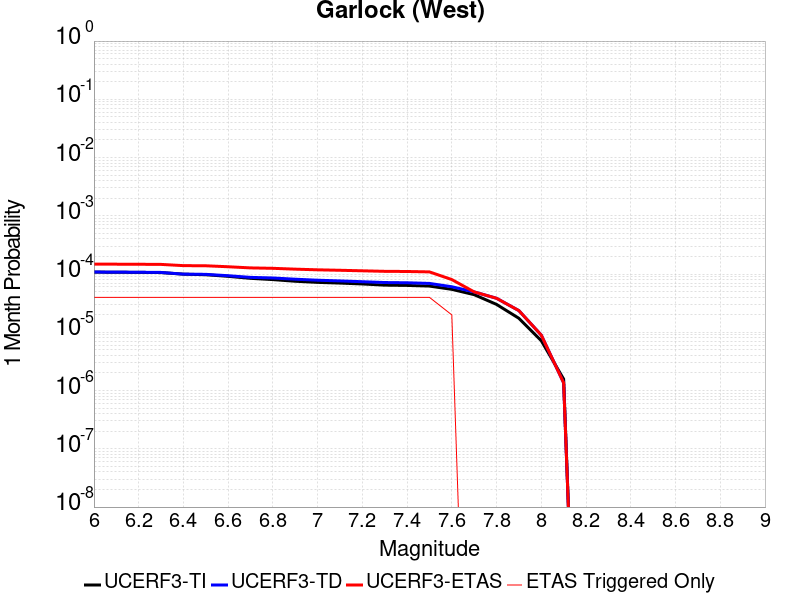 Garlock (West)
10^0
10^-1
10^-2
10^-3
10^-4
10^-5
10^-6
10^-7
10^-8
1 Month Probability
6 6.2 6.4 6.6 6.8 7 7.2 7.4 7.6 7.8 8 8.2 8.4 8.6 8.8 9
Magnitude
UCERF3-TI UCERF3-TD UCERF3-ETAS ETAS Triggered Only